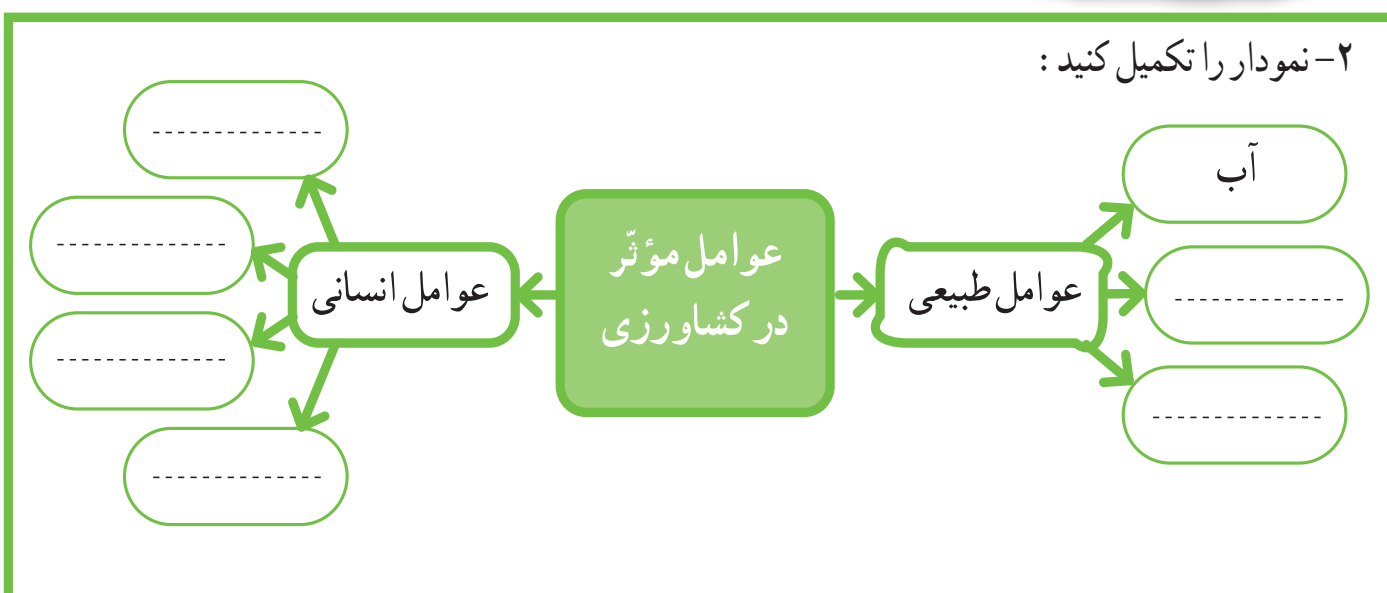 ۲– نمودار را تکمیل کنید :
آب
عوامل مؤثّر
در کشاورزی
عوامل طبیعی
عوامل انسانی